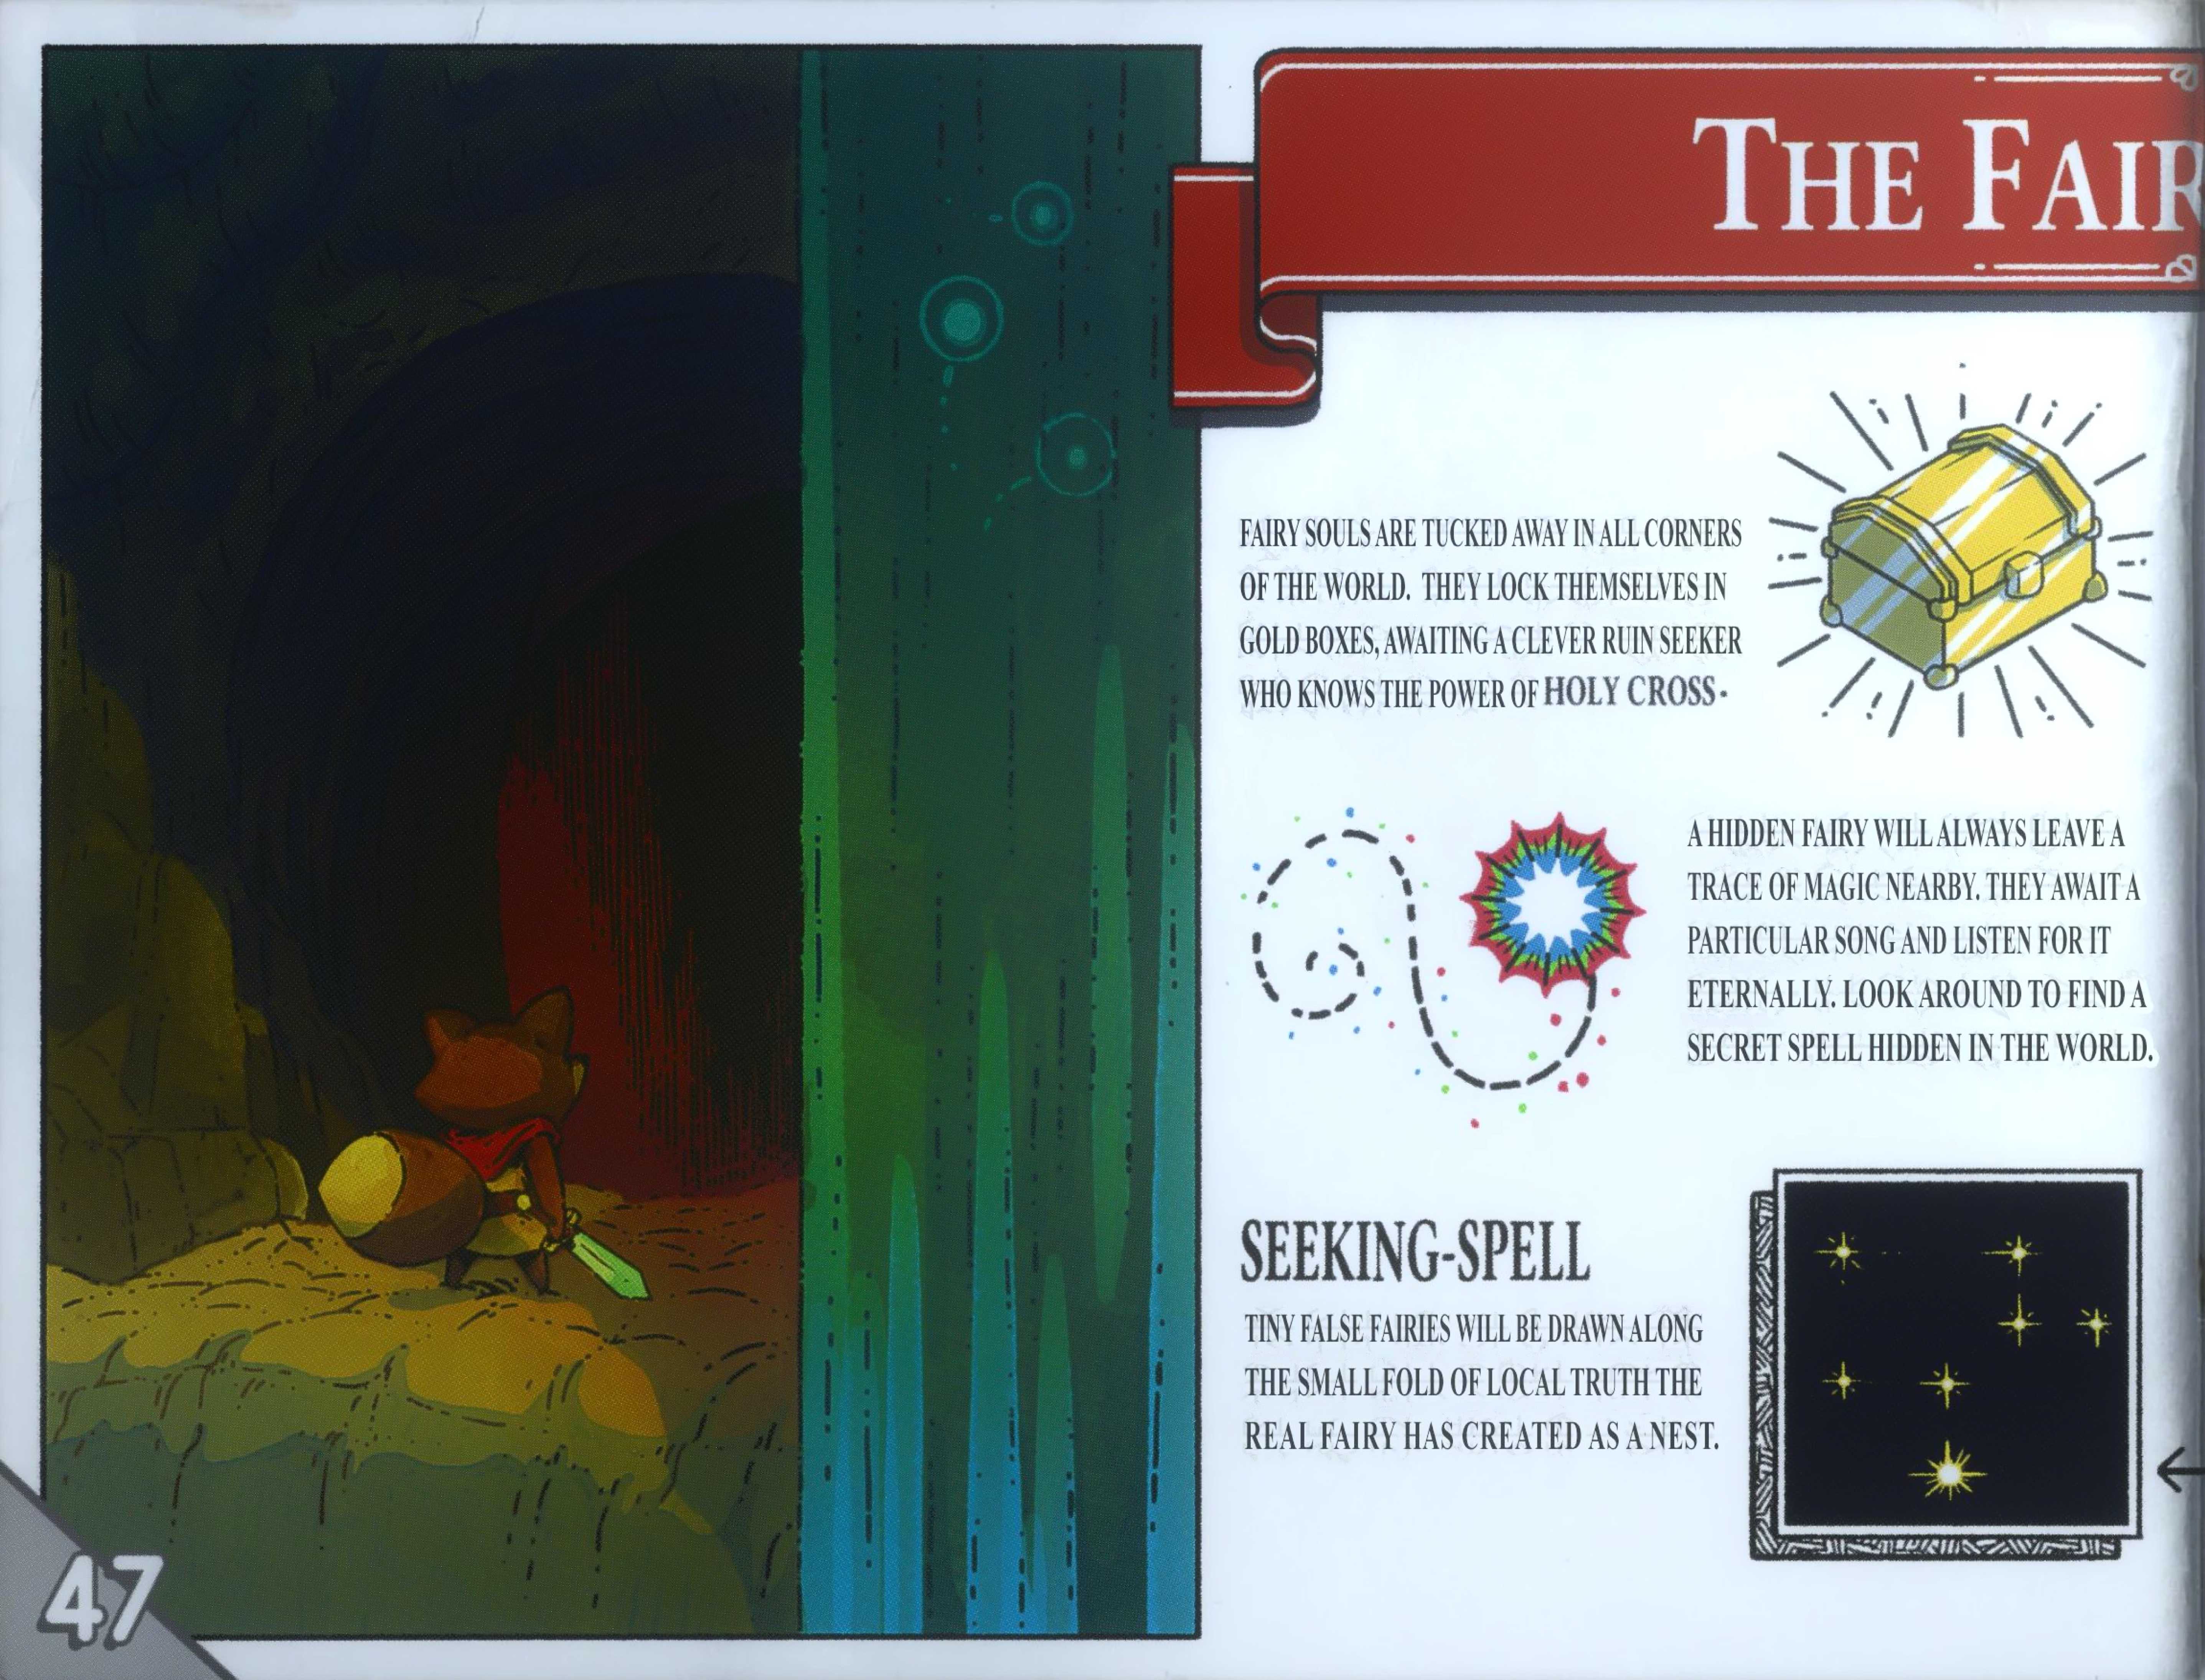 THE FAIR
FAIRY SOULS ARE TUCKED AWAY IN ALL CORNERS
OF THE WORLD. THEY LOCK THEMSELVES IN
GOLD BOXES, AWAITING A CLEVER RUIN SEEKER
WHO KNOWS THE POWER OF HOLY CROSS.
A HIDDEN FAIRY WILL ALWAYS LEAVE A
TRACE OF MAGIC NEARBY. THEY AWAIT A
PARTICULAR SONG AND LISTEN FOR IT
ETERNALLY. LOOK AROUND TO FIND A
SECRET SPELL HIDDEN IN THE WORLD.
SEEKING-SPELL
TINY FALSE FAIRIES WILL BE DRAWN ALONG
THE SMALL FOLD OF LOCAL TRUTH THE
REAL FAIRY HAS CREATED AS A NEST.
47